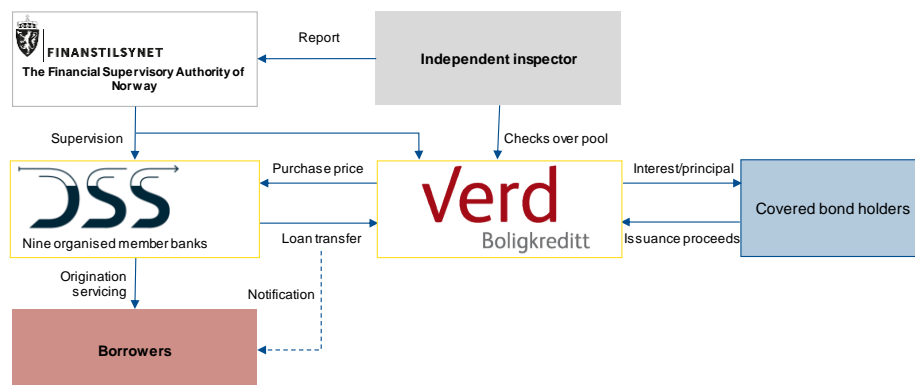 FINANSTILSYNET
The Financial Supervisory Authority of
Norway
Report
Independent inspector
Supervision
Checks over pool
DSS
Nine organised member banks
Purchase price
Loan transfer
Verd
Boligkreditt
Interest/principal
Issuance proceeds
Covered bond holders
Origination
servicing
Notification
Borrowers